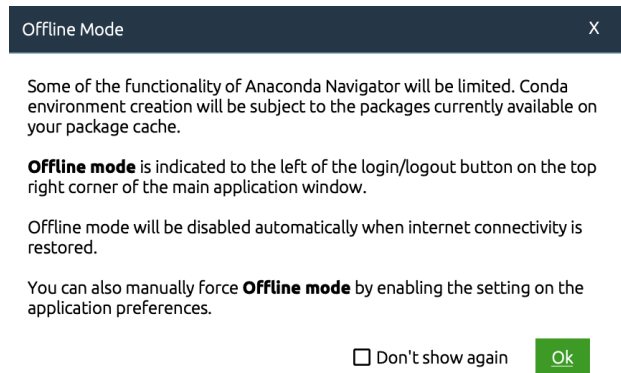 Offline Mode X
Some of the functionality of Anaconda Navigator will be limited. Conda
environment creation will be subject to the packages currently available on
your package cache.
Offline mode is indicated to the left of the login/logout button on the top
right corner of the main application window.
Offline mode will be disabled automatically when internet connectivity is
restored.
You can also manually force Offline mode by enabling the setting on the
application preferences.
Don't show again Ok